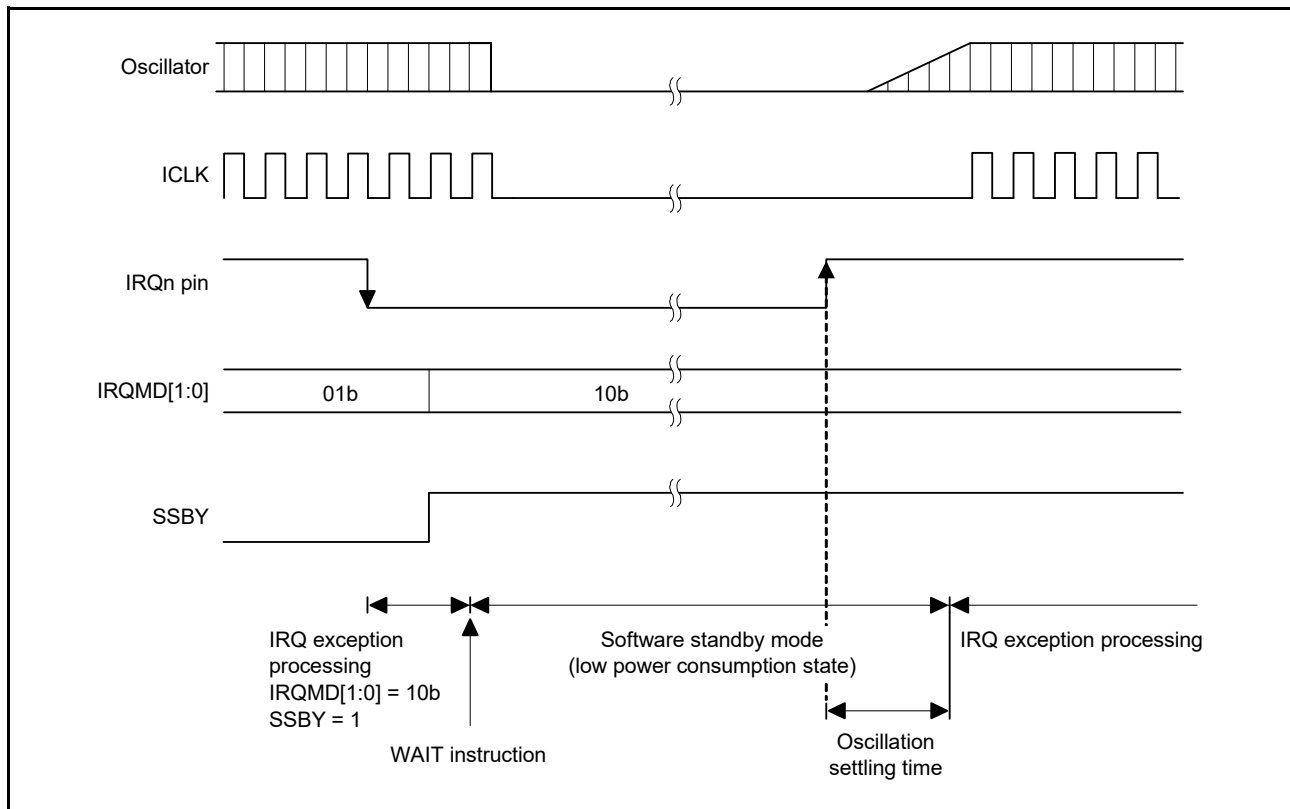 Oscillator
ICLK
IRQn pin
IRQMD[1:0]
01b
10b
SSBY
IRQ exception
processing
IRQMD[1:0] = 10b
SSBY = 1
WAIT instruction
Software standby mode
(low power consumption state)
IRQ exception processing
Oscillation
settling time